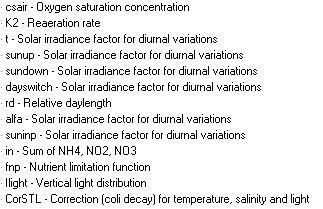 · csair - Oxygen saturation concentration
· K2 - Reaeration rate
· t - Solar irradiance factor for diurnal variations
· sunup - Solar irradiance factor for diurnal variations
· sundown - Solar irradiance factor for diurnal variations
· dayswitch - Solar irradiance factor for diurnal variations
· rd - Relative daylength
· alfa - Solar irradiance factor for diurnal variations
· suninp - Solar irradiance factor for diurnal variations
· in - Sum of NH4, NO2, NO3
· fnp - Nutrient limitation function
· Ilight - Vertical light distribution
· CorSTL - Correction (coli decay) for temperature, salinity and light